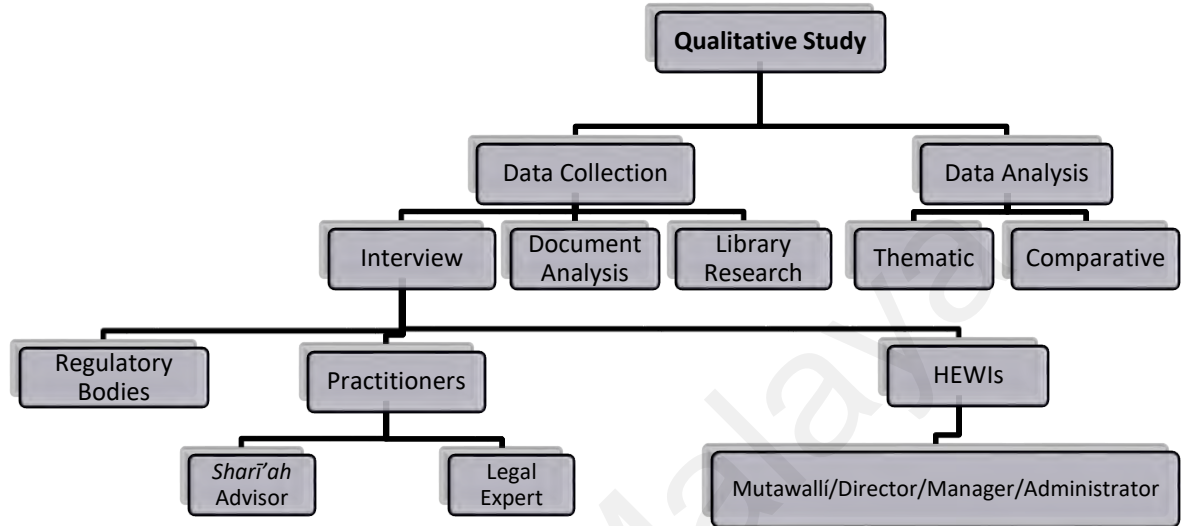 Qualitative Study
Data Collection
Data Analysis
Interview
Document
Analysis
Library
Research
Thematic
Comparative
Regulatory
Bodies
Practitioners
HEWIs
Sharī'ah
Advisor
Legal
Expert
Mutawallí/Director/Manager/Administrator
Malaya